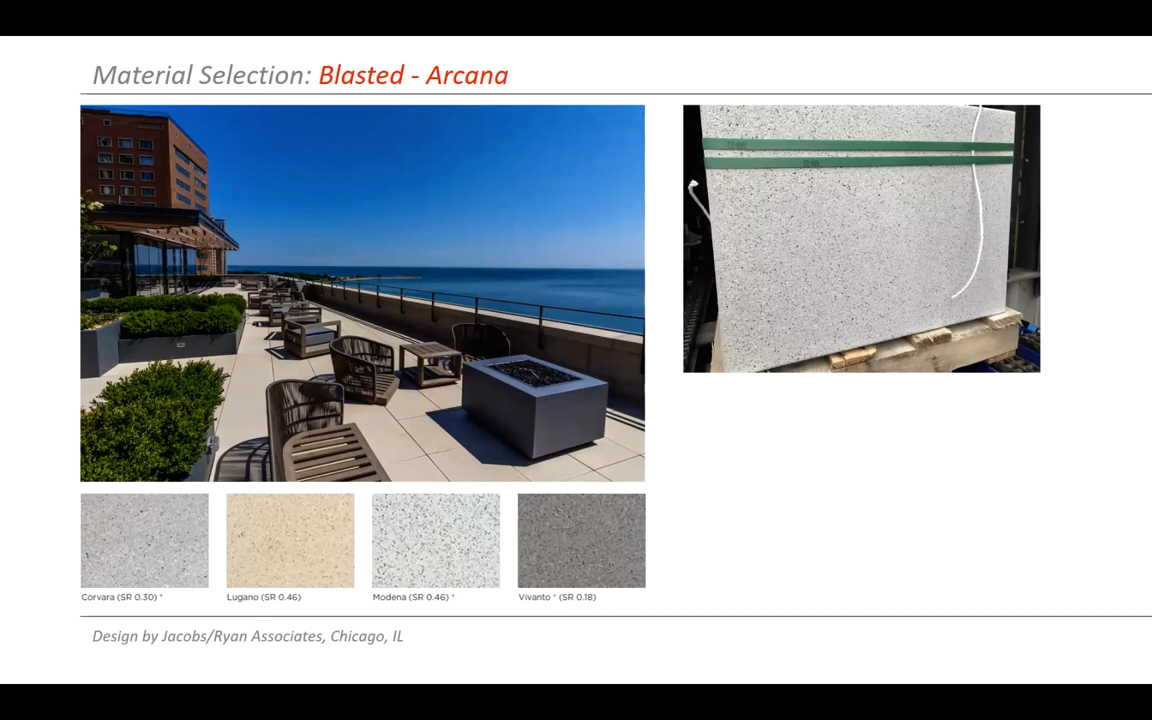 Material Selection: Blasted - Arcana
Corvara (SR 0.30) *
Lugano (SR 0.46)
Modena (SR 0.46) *
Vivanto * (SR 0.18)
Design by Jacobs/Ryan Associates, Chicago, IL